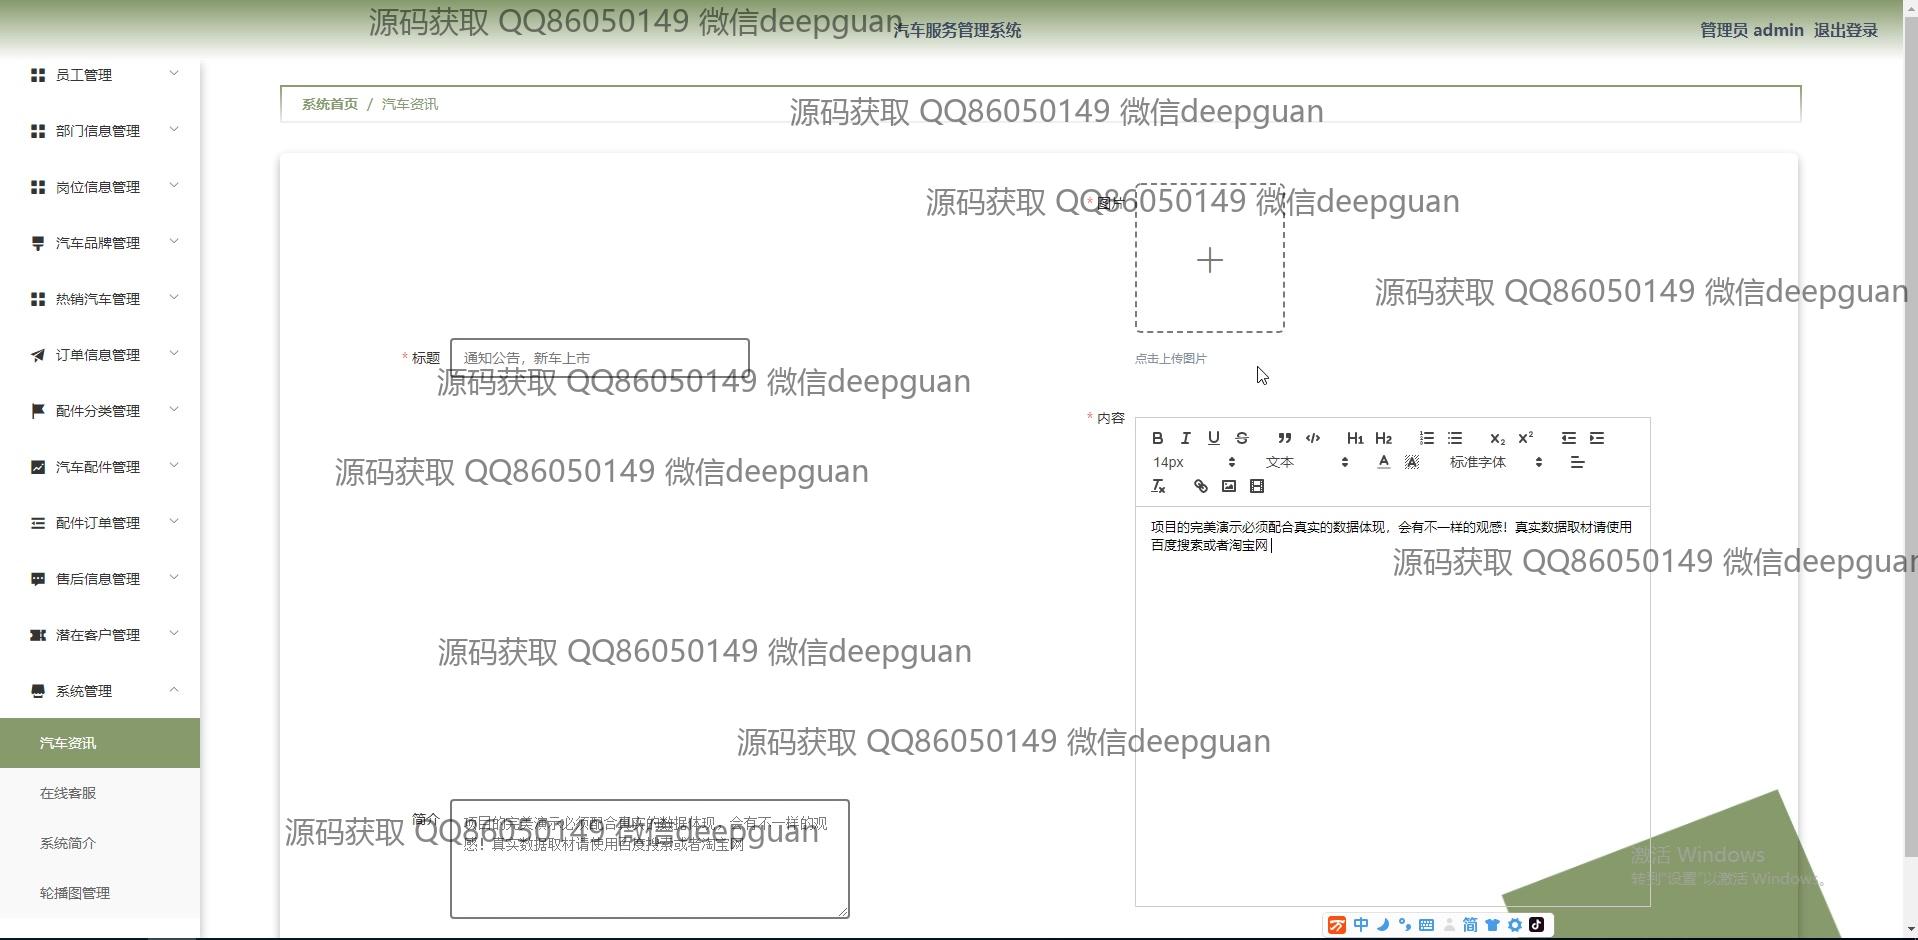 源码获取 QQ86050149 微信deepguan
汽车服务管理系统
管理员 admin 退出登录
员工管理
部门信息管理
岗位信息管理
汽车品牌管理
热销汽车管理
订单信息管理
配件分类管理
汽车配件管理
配件订单管理
售后信息管理
潜在客户管理
系统管理
汽车资讯
在线客服
系统简介
轮播图管理
系统首页 / 汽车资讯
源码获取 QQ86050149 微信deepguan
源码获取 QQ86050149 微信deepguan
* 图片
源码获取 QQ86050149 微信deepguan
* 标题 通知公告，新车上市
点击上传图片
源码获取 QQ86050149 微信deepguan
* 内容
B I U S H1 H2 X2 X2
14px 文本 A A 标准字体
Tx
源码获取 QQ86050149 微信deepguan
项目的完美演示必须配合真实的数据体现，会有不一样的观感！真实数据取材请使用
百度搜索或者淘宝网
源码获取 QQ86050149 微信deepguan
源码获取 QQ86050149 微信deepguan
源码获取 QQ86050149 微信deepguan
简介
项目的完美演示必须配合真实的数据体现，会有不一样的观
感！真实数据取材请使用百度搜索或者淘宝网
源码获取 QQ86050149 微信deepguan
激活 Windows
转到"设置"以激活 Windows。
中 简